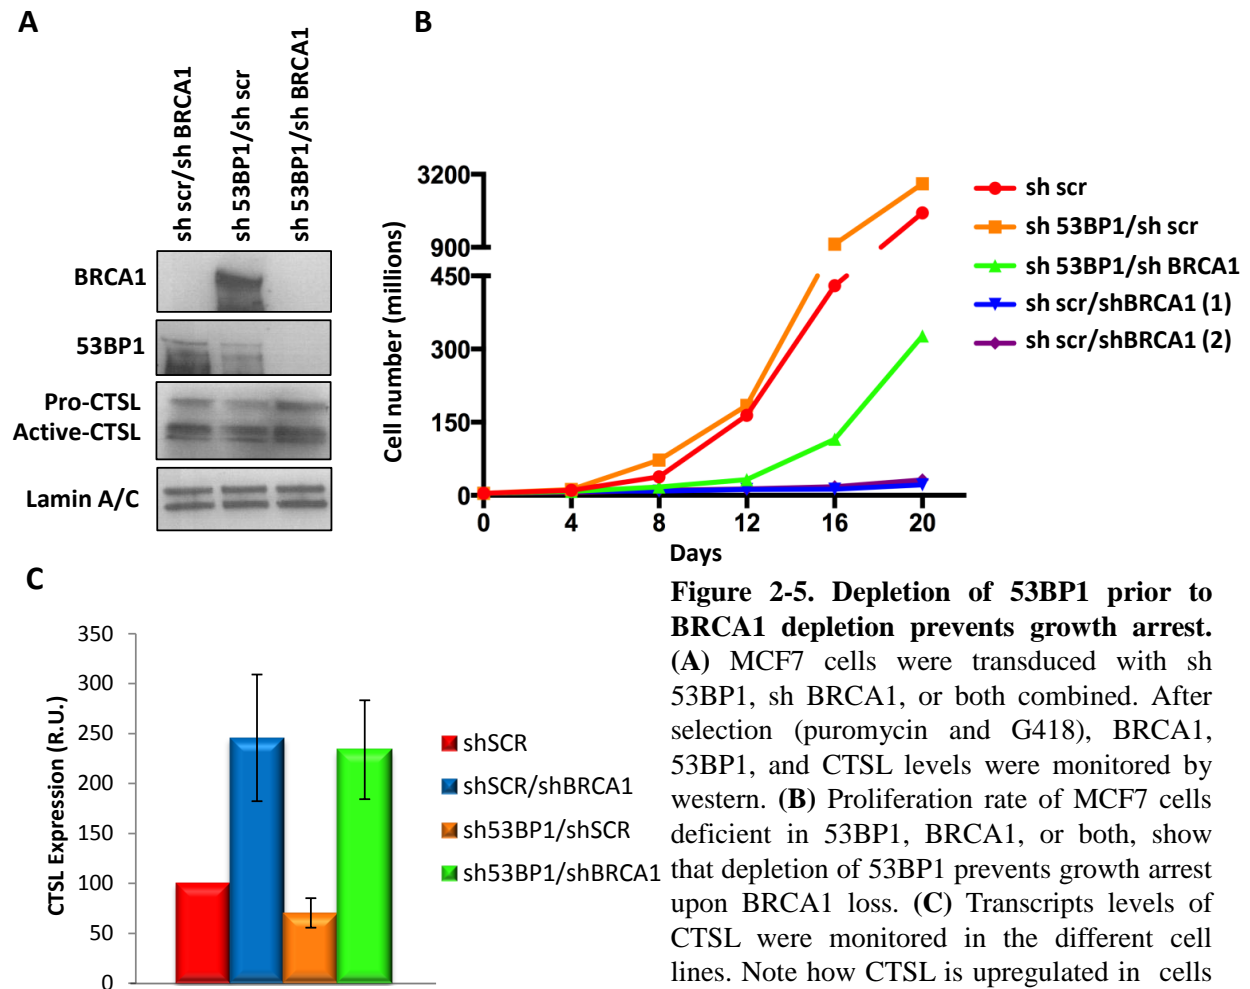 A
sh scr/sh BRCA1
sh 53BP1/sh scr
sh 53BP1/sh BRCA1
BRCA1
53BP1
Pro-CTSL
Active-CTSL
Lamin A/C
B
Cell number (millions)
3200
900
450
300
150
0
0 4 8 12 16 20
Days
sh scr
sh 53BP1/sh scr
sh 53BP1/sh BRCA1
sh scr/shBRCA1 (1)
sh scr/shBRCA1 (2)
C
CTSL Expression (R.U.)
350
300
250
200
150
100
50
0
shSCR
shSCR/shBRCA1
sh53BP1/shSCR
sh53BP1/shBRCA1
Figure 2-5. Depletion of 53BP1 prior to
BRCA1 depletion prevents growth arrest.
(A) MCF7 cells were transduced with sh
53BP1, sh BRCA1, or both combined. After
selection (puromycin and G418), BRCA1,
53BP1, and CTSL levels were monitored by
western. (B) Proliferation rate of MCF7 cells
deficient in 53BP1, BRCA1, or both, show
that depletion of 53BP1 prevents growth arrest
upon BRCA1 loss. (C) Transcripts levels of
CTSL were monitored in the different cell
lines. Note how CTSL is upregulated in cells